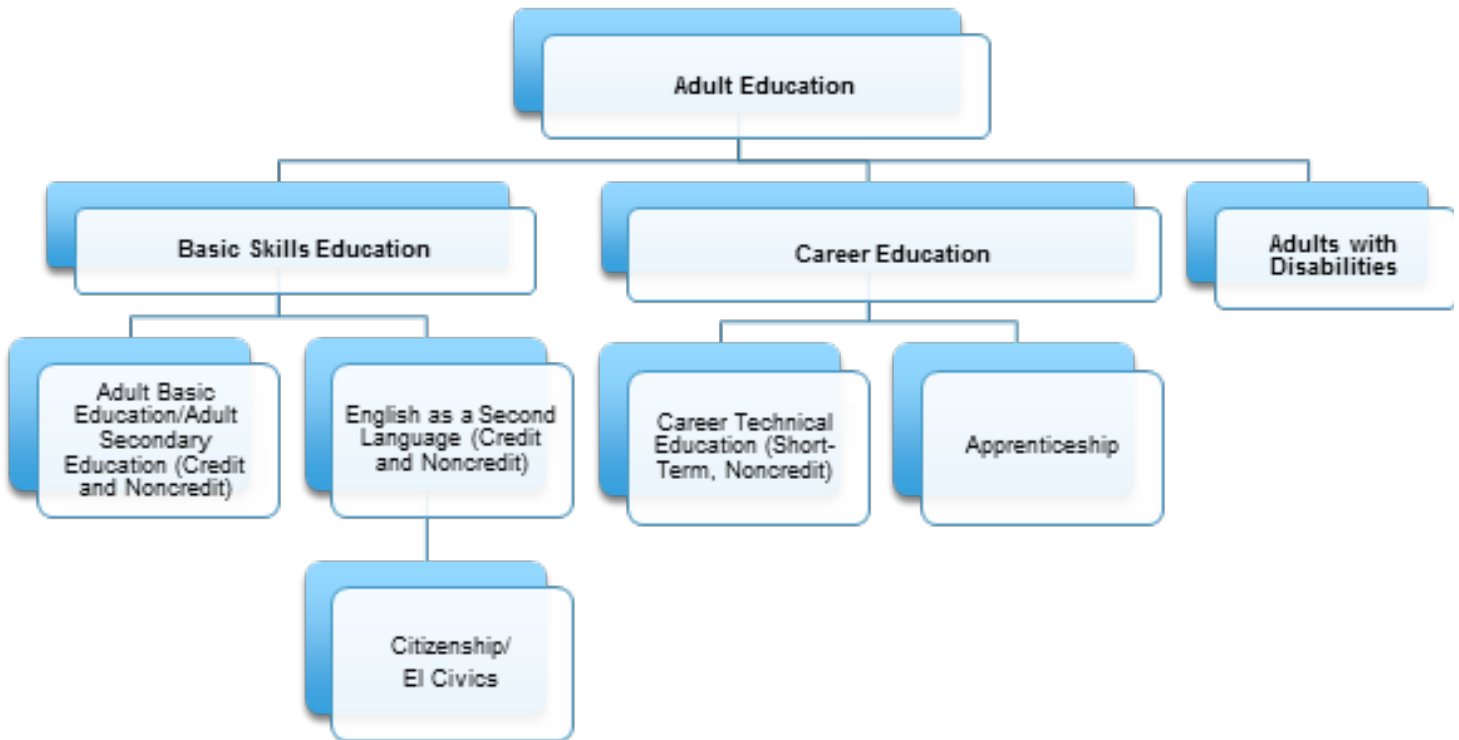 Adult Education
Basic Skills Education
Career Education
Adults with
Disabilities
Adult Basic
Education/Adult
Secondary
Education (Credit
and Noncredit)
English as a Second
Language (Credit
and Noncredit)
Career Technical
Education (Short-
Term, Noncredit)
Apprenticeship
Citizenship/
El Civics